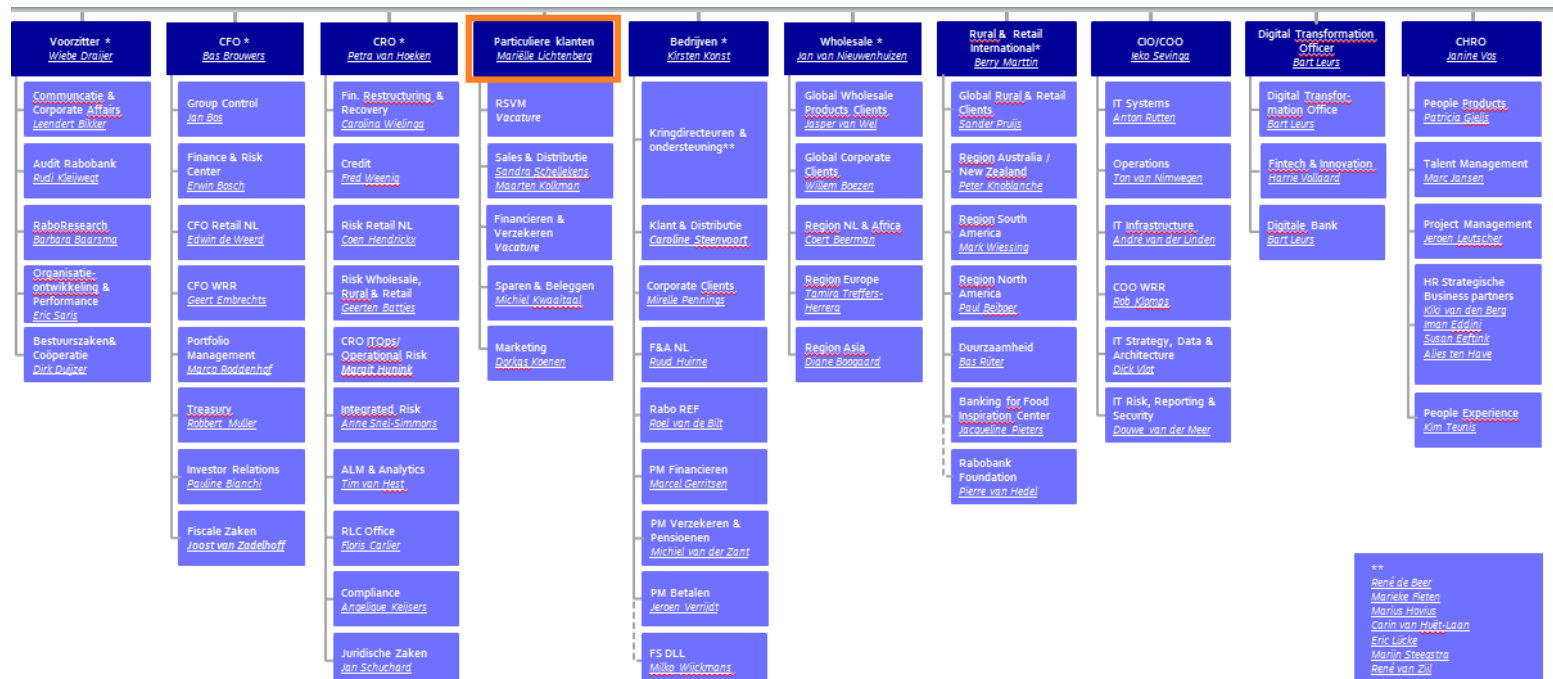 Voorzitter *
Wiebe Draijer
Communcatie &
Corporate Affairs
Leendert Bikker
Audit Rabobank
Rudi Kleijwegt
RaboResearch
Barbara Baarsma
Organisatie-
ontwikkeling &
Performance
Eric Saris
Bestuurszaken&
Coöperatie
Dirk Duijzer
CFO *
Bas Brouwers
Group Control
Jan Bos
Finance & Risk
Center
Erwin Bosch
CFO Retail NL
Edwin de Weerd
CFO WRR
Geert Embrechts
Portfolio
Management
Marco Roddenhof
Treasury
Robbert Muller
Investor Relations
Pauline Bianchi
Fiscale Zaken
Joost van Zadelhoff
CRO *
Petra van Hoeken
Fin. Restructuring &
Recovery
Carolina Wielinga
Credit
Fred Weenig
Risk Retail NL
Coen Hendrickx
Risk Wholesale,
Rural & Retail
Geerten Battjes
CRO ITOps/
Operational Risk
Margit Hunink
Integrated Risk
Anne Snel-Simmons
ALM & Analytics
Tim van Hest
RLC Office
Floris Carlier
Compliance
Angelique Keijsers
Juridische Zaken
Jan Schuchard
Particuliere klanten
Mariëlle Lichtenberg
RSVM
Vacature
Sales & Distributie
Sandra Schellekens
Maarten Kolkman
Financieren &
Verzekeren
Vacature
Sparen & Beleggen
Michiel Kwaaitaal
Marketing
Dorkas Koenen
Bedrijven *
Kirsten Konst
Kringdirecteuren &
ondersteuning**
Klant & Distributie
Caroline Steenvoort
Corporate Clients
Mirelle Pennings
F&A NL
Ruud Huirne
Rabo REF
Roel van de Bilt
PM Financieren
Marcel Gerritsen
PM Verzekeren &
Pensioenen
Michiel van der Zant
PM Betalen
Jeroen Verrijdt
FS DLL
Milko Wijckmans
Wholesale *
Jan van Nieuwenhuizen
Global Wholesale
Products Clients
Jasper van Wel
Global Corporate
Clients
Willem Boezen
Region NL & Africa
Coert Beerman
Region Europe
Tamira Treffers-
Herrera
Region Asia
Diane Boogaard
Rural & Retail
International*
Berry Marttin
Global Rural & Retail
Clients
Sander Pruijs
Region Australia /
New Zealand
Peter Knoblanche
Region South
America
Mark Wiessing
Region North
America
Paul Beiboer
Duurzaamheid
Bas Rüter
Banking for Food
Inspiration Center
Jacqueline Pieters
Rabobank
Foundation
Pierre van Hedel
CIO/COO
Ieko Sevinga
IT Systems
Anton Rutten
Operations
Ton van Nimwegen
IT Infrastructure
André van der Linden
COO WRR
Rob Klomps
IT Strategy, Data &
Architecture
Dick Vlot
IT Risk, Reporting &
Security
Douwe van der Meer
Digital Transformation
Officer
Bart Leurs
Digital Transfor-
mation Office
Bart Leurs
Fintech & Innovation
Harrie Vollaard
Digitale Bank
Bart Leurs
CHRO
Janine Vos
People Products
Patricia Gielis
Talent Management
Marc Jansen
Project Management
Jeroen Leutscher
HR Strategische
Business partners
Kiki van den Berg
Iman Eddini
Susan Eeftink
Alies ten Have
People Experience
Kim Teunis
**
René de Beer
Marieke Fleten
Marius Hovius
Carin van Huët-Laan
Eric Lücke
Marijn Steegstra
René van Zijl